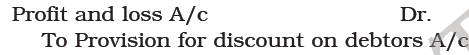 Profit and loss A/c Dr.
To Provision for discount on debtors A/c